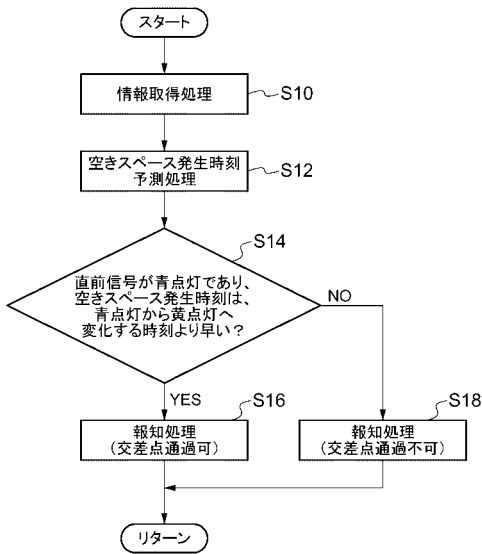 スタート
情報取得処理
S10
空きスペース発生時刻
予測処理
S12
S14
直前信号が青点灯であり、
空きスペース発生時刻は、
青点灯から黄点灯へ
変化する時刻より早い?
NO
YES
S16
報知処理
(交差点通過可)
S18
報知処理
(交差点通過不可)
リターン